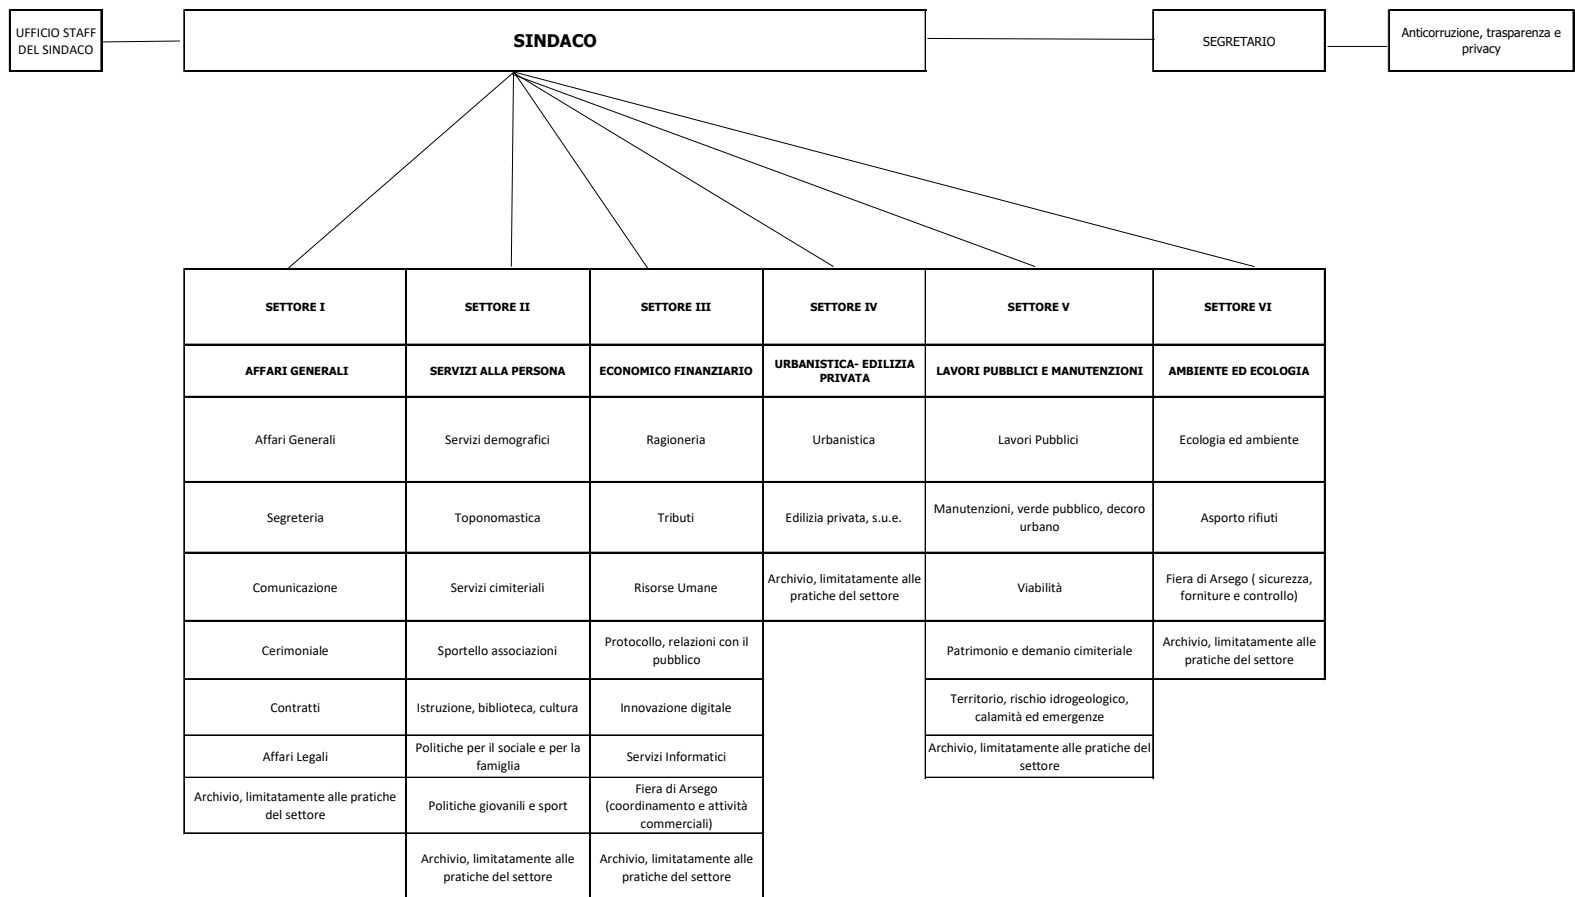 UFFICIO STAFF
DEL SINDACO
SINDACO
SEGRETARIO
Anticorruzione, trasparenza e
privacy
SETTORE I
SETTORE II
SETTORE III
SETTORE IV
SETTORE V
SETTORE VI
AFFARI GENERALI
SERVIZI ALLA PERSONA
ECONOMICO FINANZIARIO
URBANISTICA- EDILIZIA
PRIVATA
LAVORI PUBBLICI E MANUTENZIONI
AMBIENTE ED ECOLOGIA
Affari Generali
Servizi demografici
Ragioneria
Urbanistica
Lavori Pubblici
Ecologia ed ambiente
Segreteria
Toponomastica
Tributi
Edilizia privata, s.u.e.
Manutenzioni, verde pubblico, decoro
urbano
Asporto rifiuti
Comunicazione
Servizi cimiteriali
Risorse Umane
Archivio, limitatamente alle
pratiche del settore
Viabilità
Fiera di Arsego ( sicurezza,
forniture e controllo)
Cerimoniale
Sportello associazioni
Protocollo, relazioni con il
pubblico
Patrimonio e demanio cimiteriale
Archivio, limitatamente alle
pratiche del settore
Contratti
Istruzione, biblioteca, cultura
Innovazione digitale
Territorio, rischio idrogeologico,
calamità ed emergenze
Affari Legali
Politiche per il sociale e per la
famiglia
Servizi Informatici
Archivio, limitatamente alle pratiche del
settore
Archivio, limitatamente alle pratiche
del settore
Politiche giovanili e sport
Fiera di Arsego
(coordinamento e attività
commerciali)
Archivio, limitatamente alle
pratiche del settore
Archivio, limitatamente alle
pratiche del settore